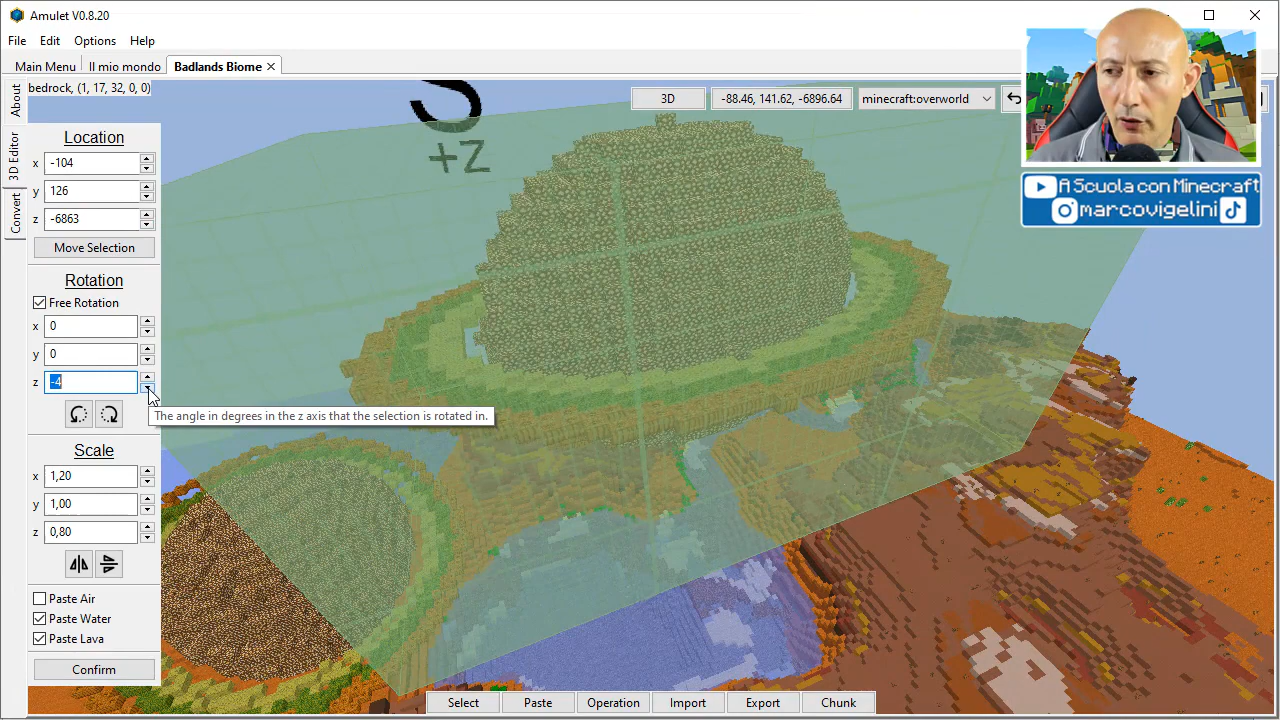 Amulet V0.8.20
File Edit Options Help
Main Menu Il mio mondo Badlands Biome
bedrock, (1, 17, 32, 0, 0)
3D -88.46, 141.62, -6896.64 minecraft:overworld
About
3D Editor
Convert
S
+Z
Location
x -104
y 126
z -6863
Move Selection
Rotation
Free Rotation
x 0
y 0
z -4
The angle in degrees in the z axis that the selection is rotated in.
Scale
x 1,20
y 1,00
z 0,80
Paste Air
Paste Water
Paste Lava
Confirm
Select Paste Operation Import Export Chunk
A Scuola con Minecraft
marcovigelini